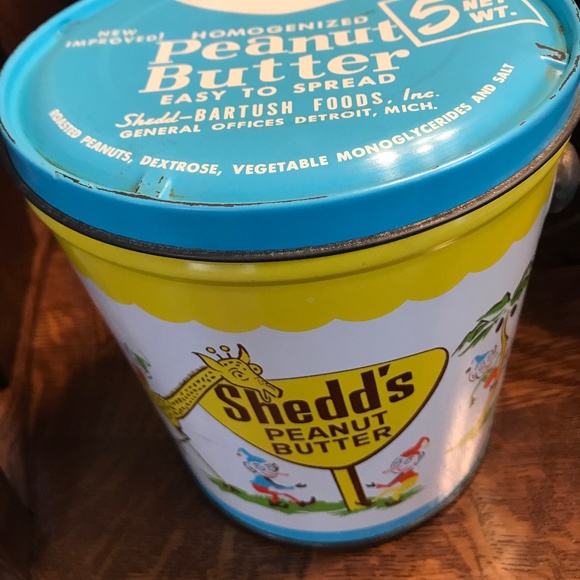 NEW
IMPROVED!
HOMOGENIZED
Peanut
Butter
EASY TO SPREAD
Shedd-BARTUSH FOODS, Inc.
GENERAL OFFICES DETROIT, MICH.
ROASTED PEANUTS, DEXTROSE, VEGETABLE MONOGLYCERIDES AND SALT
5 NET
WT.
Shedd's
PEANUT
BUTTER